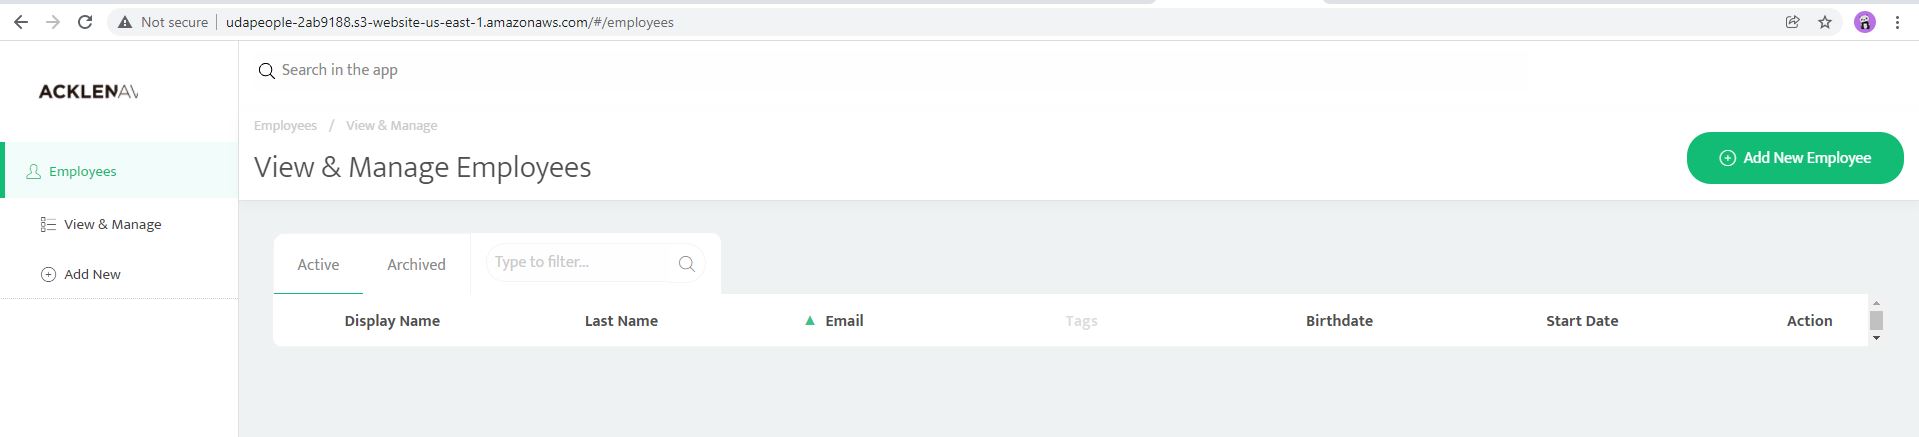 Not secure | udapeople-2ab9188.s3-website-us-east-1.amazonaws.com/#/employees
Search in the app
ACKLENAV
Employees / View & Manage
View & Manage Employees
Add New Employee
Employees
View & Manage
Add New
Active Archived Type to filter...
Display Name Last Name Email Tags Birthdate Start Date Action